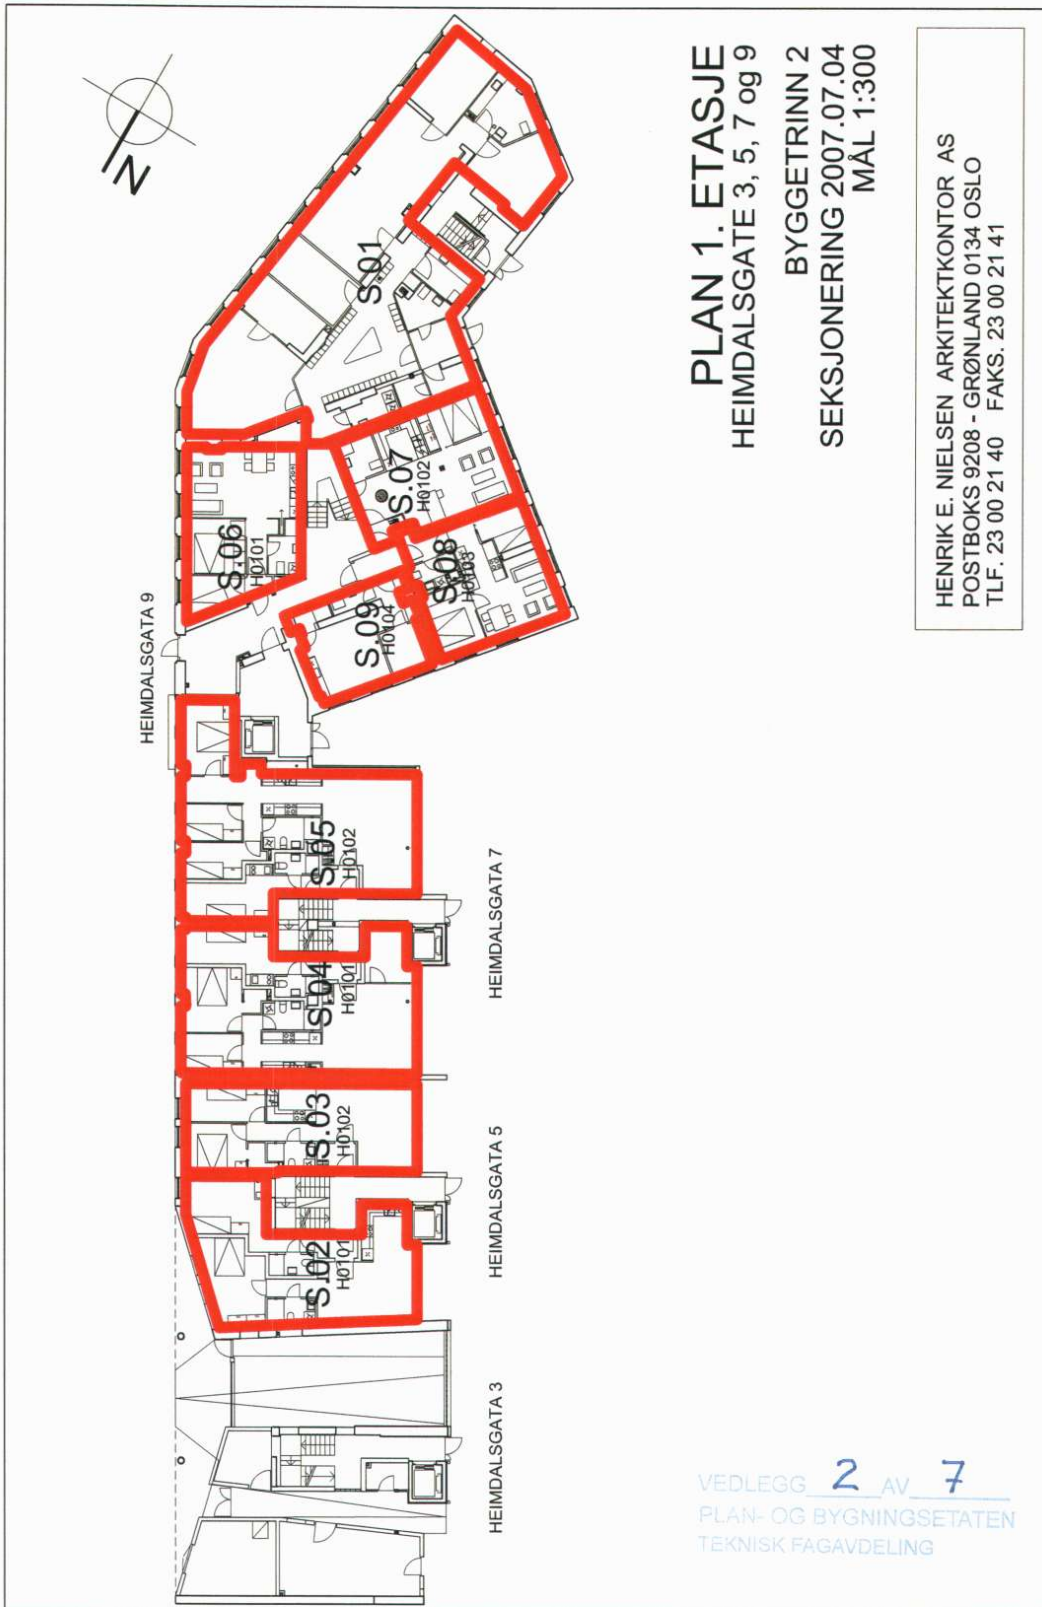 PLAN 1. ETASJE
HEIMDALSGATE 3, 5, 7 og 9
BYGGETRINN 2
SEKSJONERING 2007.07.04
MÅL 1:300
HENRIK E. NIELSEN ARKITEKTKONTOR AS
POSTBOKS 9208 - GRØNLAND 0134 OSLO
TLF. 23 00 21 40 FAKS. 23 00 21 41
N
HEIMDALSGATA 9
S.01
S.06
H0101
S.07
H0102
S.08
H0103
S.09
H0104
S.05
H0102
HEIMDALSGATA 7
S.04
H0101
S.03
H0102
HEIMDALSGATA 5
S.02
H0101
HEIMDALSGATA 3
VEDLEGG 2 AV 7
PLAN- OG BYGNINGSETATEN
TEKNISK FAGAVDELING